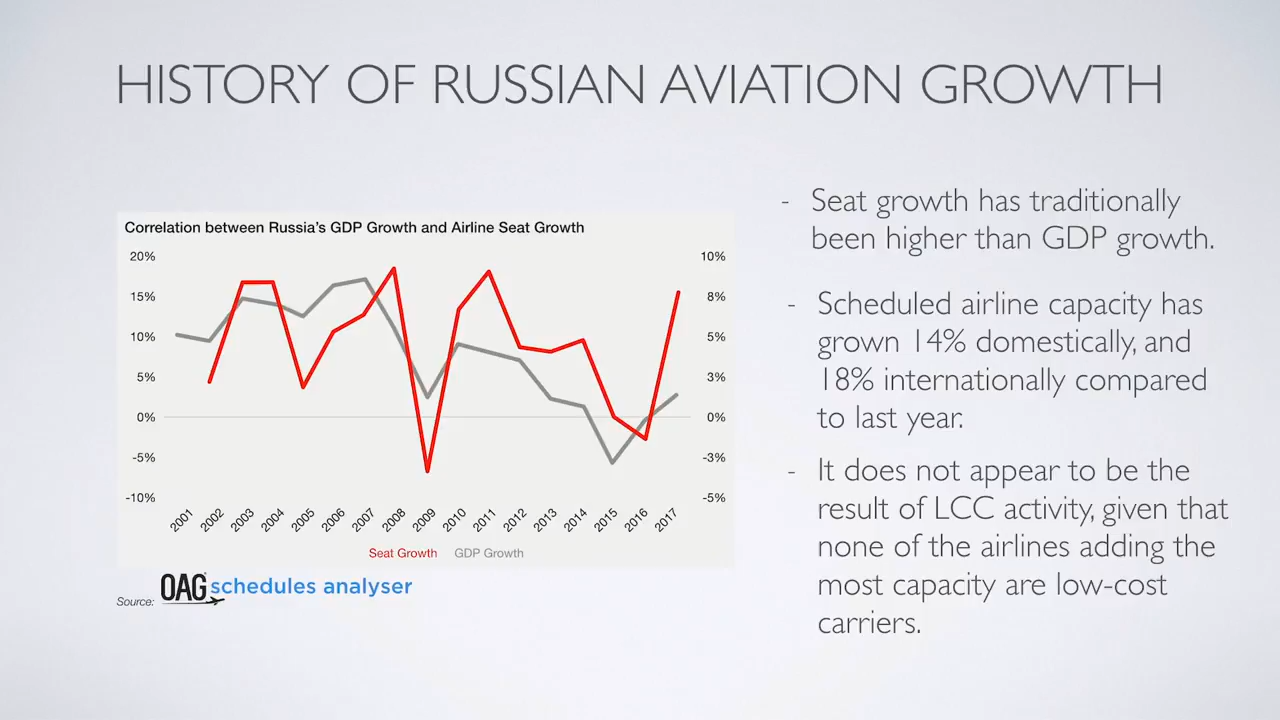 HISTORY OF RUSSIAN AVIATION GROWTH
Correlation between Russia's GDP Growth and Airline Seat Growth
20%
15%
10%
5%
0%
-5%
-10%
10%
8%
5%
3%
0%
-3%
-5%
2001 2002 2003 2004 2005 2006 2007 2008 2009 2010 2011 2012 2013 2014 2015 2016 2017
Seat Growth GDP Growth
Source: OAG schedules analyser
- Seat growth has traditionally
been higher than GDP growth.
- Scheduled airline capacity has
grown 14% domestically, and
18% internationally compared
to last year.
- It does not appear to be the
result of LCC activity, given that
none of the airlines adding the
most capacity are low-cost
carriers.